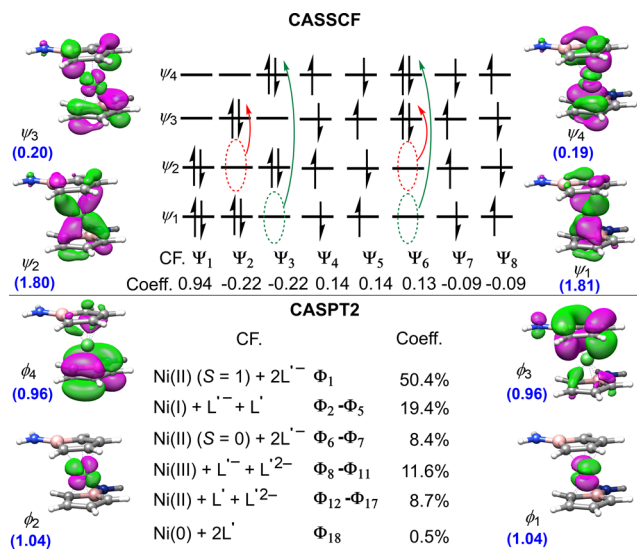 CASSCF
ψ3
(0.20)
ψ2
(1.80)
ψ4
ψ3
ψ2
ψ1
CF. Ψ1 Ψ2 Ψ3 Ψ4 Ψ5 Ψ6 Ψ7 Ψ8
Coeff. 0.94 -0.22 -0.22 0.14 0.14 0.13 -0.09 -0.09
ψ4
(0.19)
ψ1
(1.81)
CASPT2
ϕ4
(0.96)
ϕ2
(1.04)
CF. Coeff.
Ni(II) (S = 1) + 2L'− Φ1 50.4%
Ni(I) + L'− + L' Φ2-Φ5 19.4%
Ni(II) (S = 0) + 2L'− Φ6-Φ7 8.4%
Ni(III) + L'− + L'2− Φ8-Φ11 11.6%
Ni(II) + L' + L'2− Φ12-Φ17 8.7%
Ni(0) + 2L' Φ18 0.5%
ϕ3
(0.96)
ϕ1
(1.04)